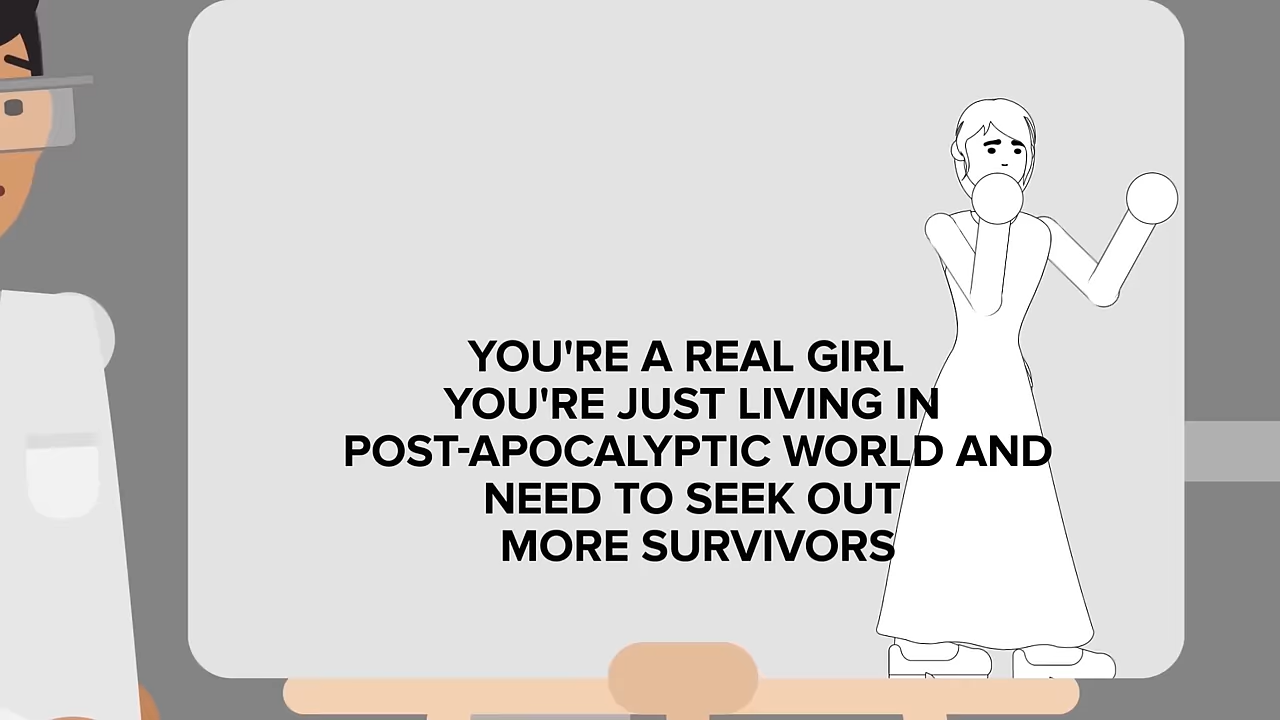 YOU'RE A REAL GIRL
YOU'RE JUST LIVING IN
POST-APOCALYPTIC WORLD AND
NEED TO SEEK OUT
MORE SURVIVORS